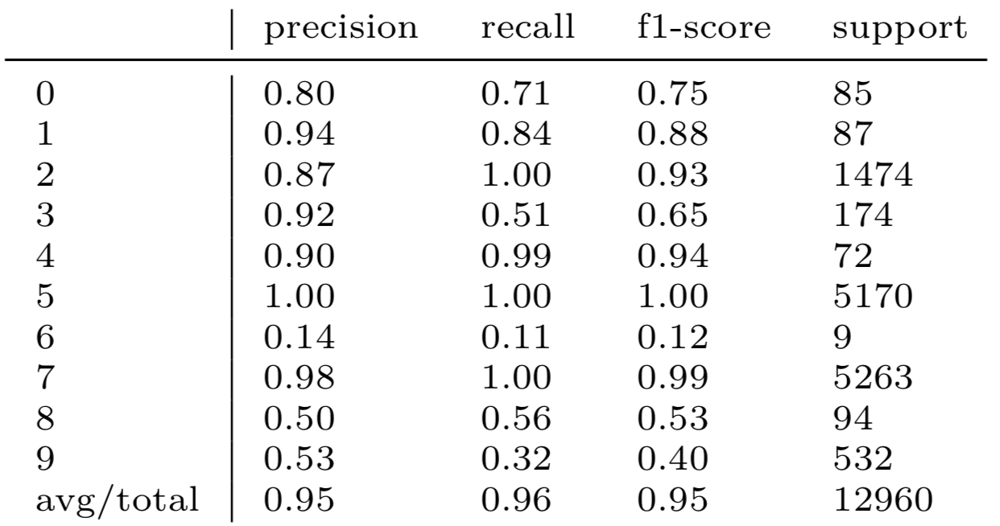 precision recall f1-score support
0 0.80 0.71 0.75 85
1 0.94 0.84 0.88 87
2 0.87 1.00 0.93 1474
3 0.92 0.51 0.65 174
4 0.90 0.99 0.94 72
5 1.00 1.00 1.00 5170
6 0.14 0.11 0.12 9
7 0.98 1.00 0.99 5263
8 0.50 0.56 0.53 94
9 0.53 0.32 0.40 532
avg/total 0.95 0.96 0.95 12960